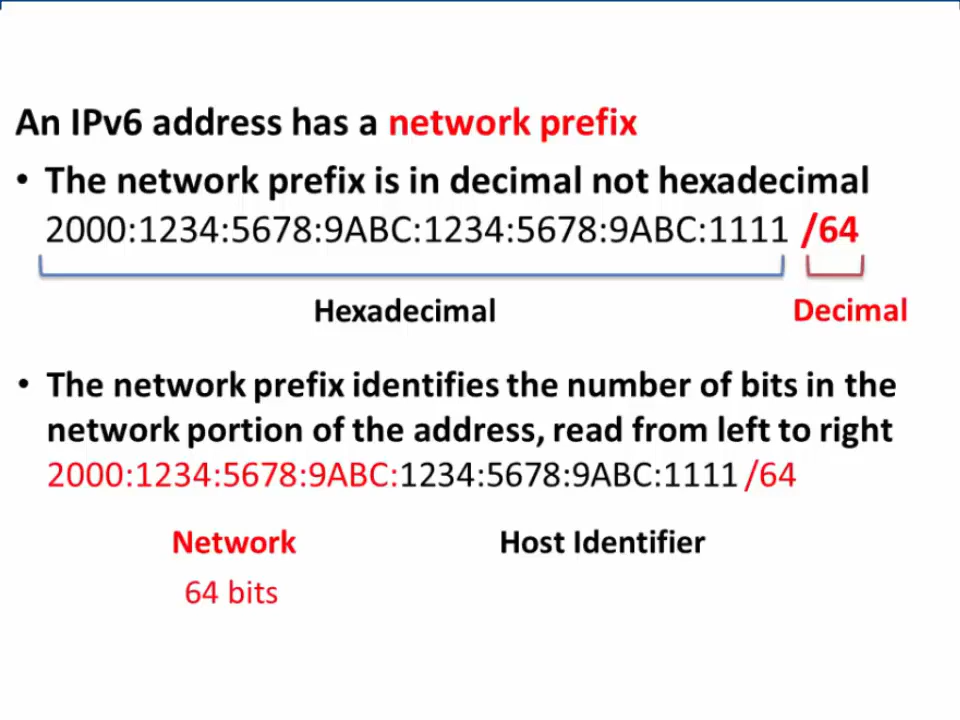 An IPv6 address has a network prefix
• The network prefix is in decimal not hexadecimal
2000:1234:5678:9ABC:1234:5678:9ABC:1111 /64
Hexadecimal Decimal
• The network prefix identifies the number of bits in the
network portion of the address, read from left to right
2000:1234:5678:9ABC:1234:5678:9ABC:1111 /64
Network Host Identifier
64 bits